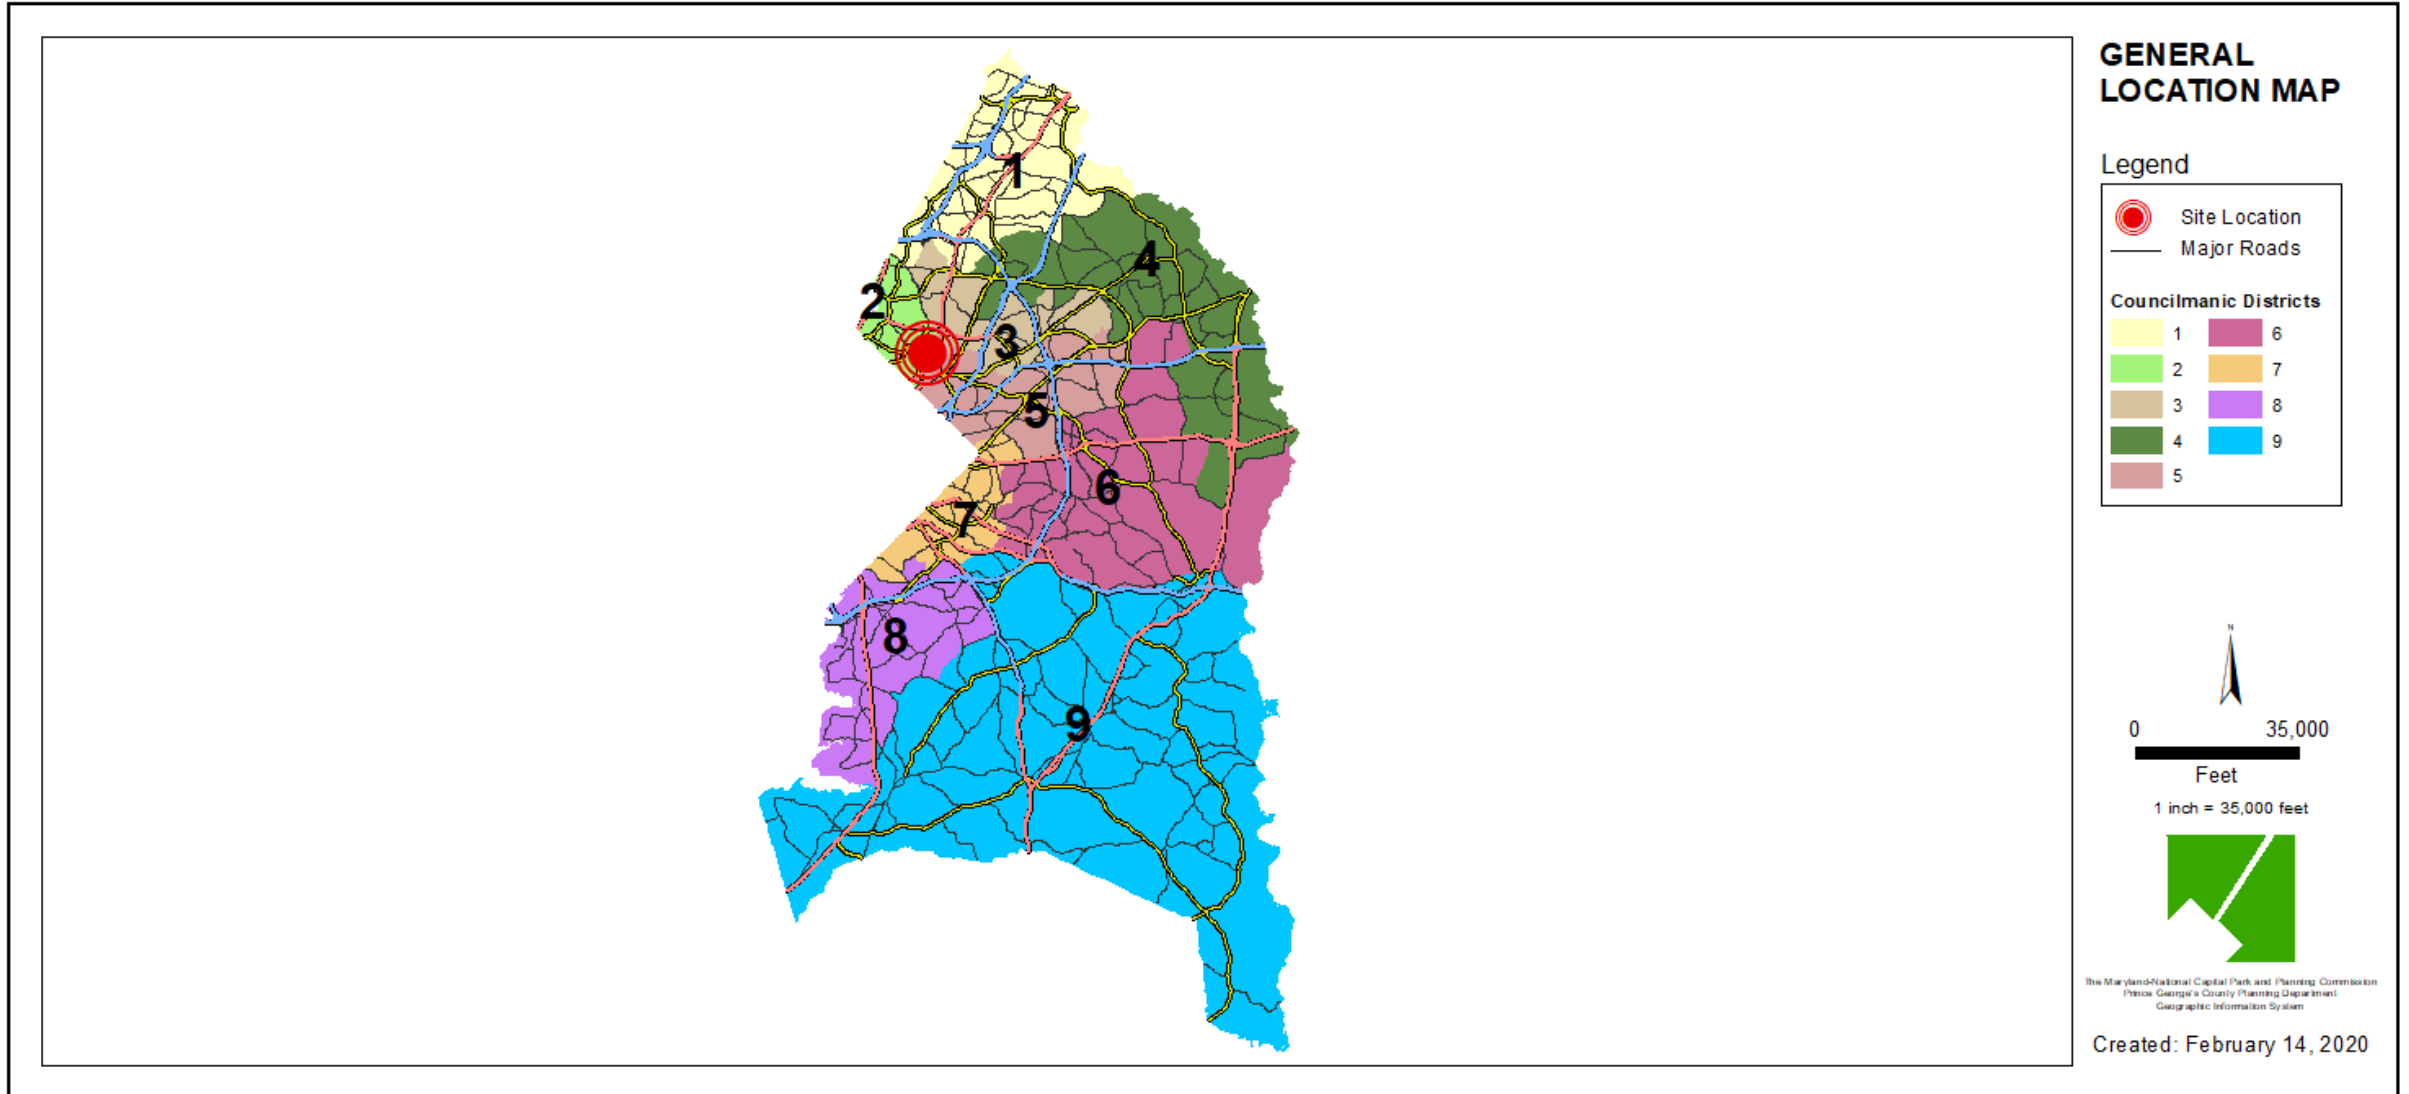 GENERAL
LOCATION MAP
Legend
Site Location
Major Roads
Councilmanic Districts
1 6
2 7
3 8
4 9
5
1
2
3
4
5
6
7
8
9
N
0 35,000
Feet
1 inch = 35,000 feet
The Maryland-National Capital Park and Planning Commission
Prince George's County Planning Department
Geographic Information System
Created: February 14, 2020